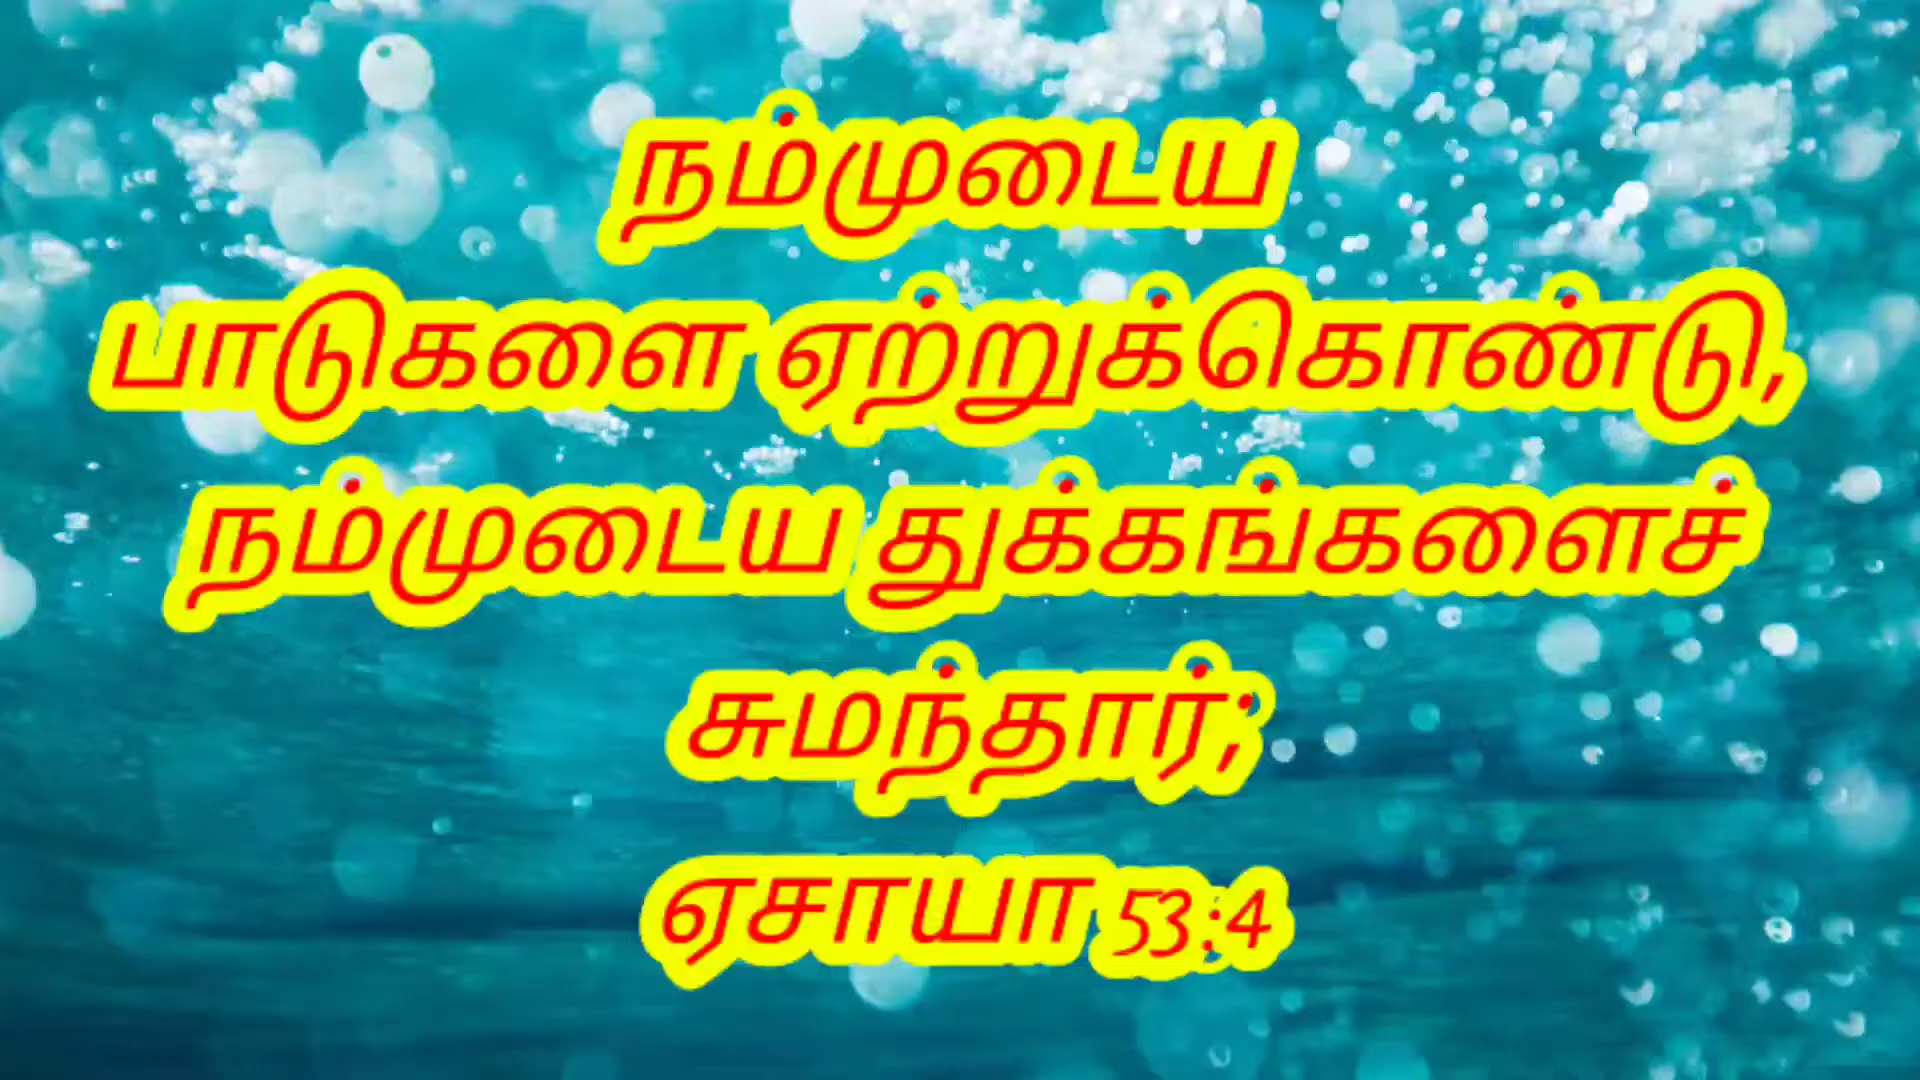 நம்முடைய
பாடுகளை ஏற்றுக்கொண்டு,
நம்முடைய துக்கங்களைச்
சுமந்தார்;
ஏசாயா 53:4